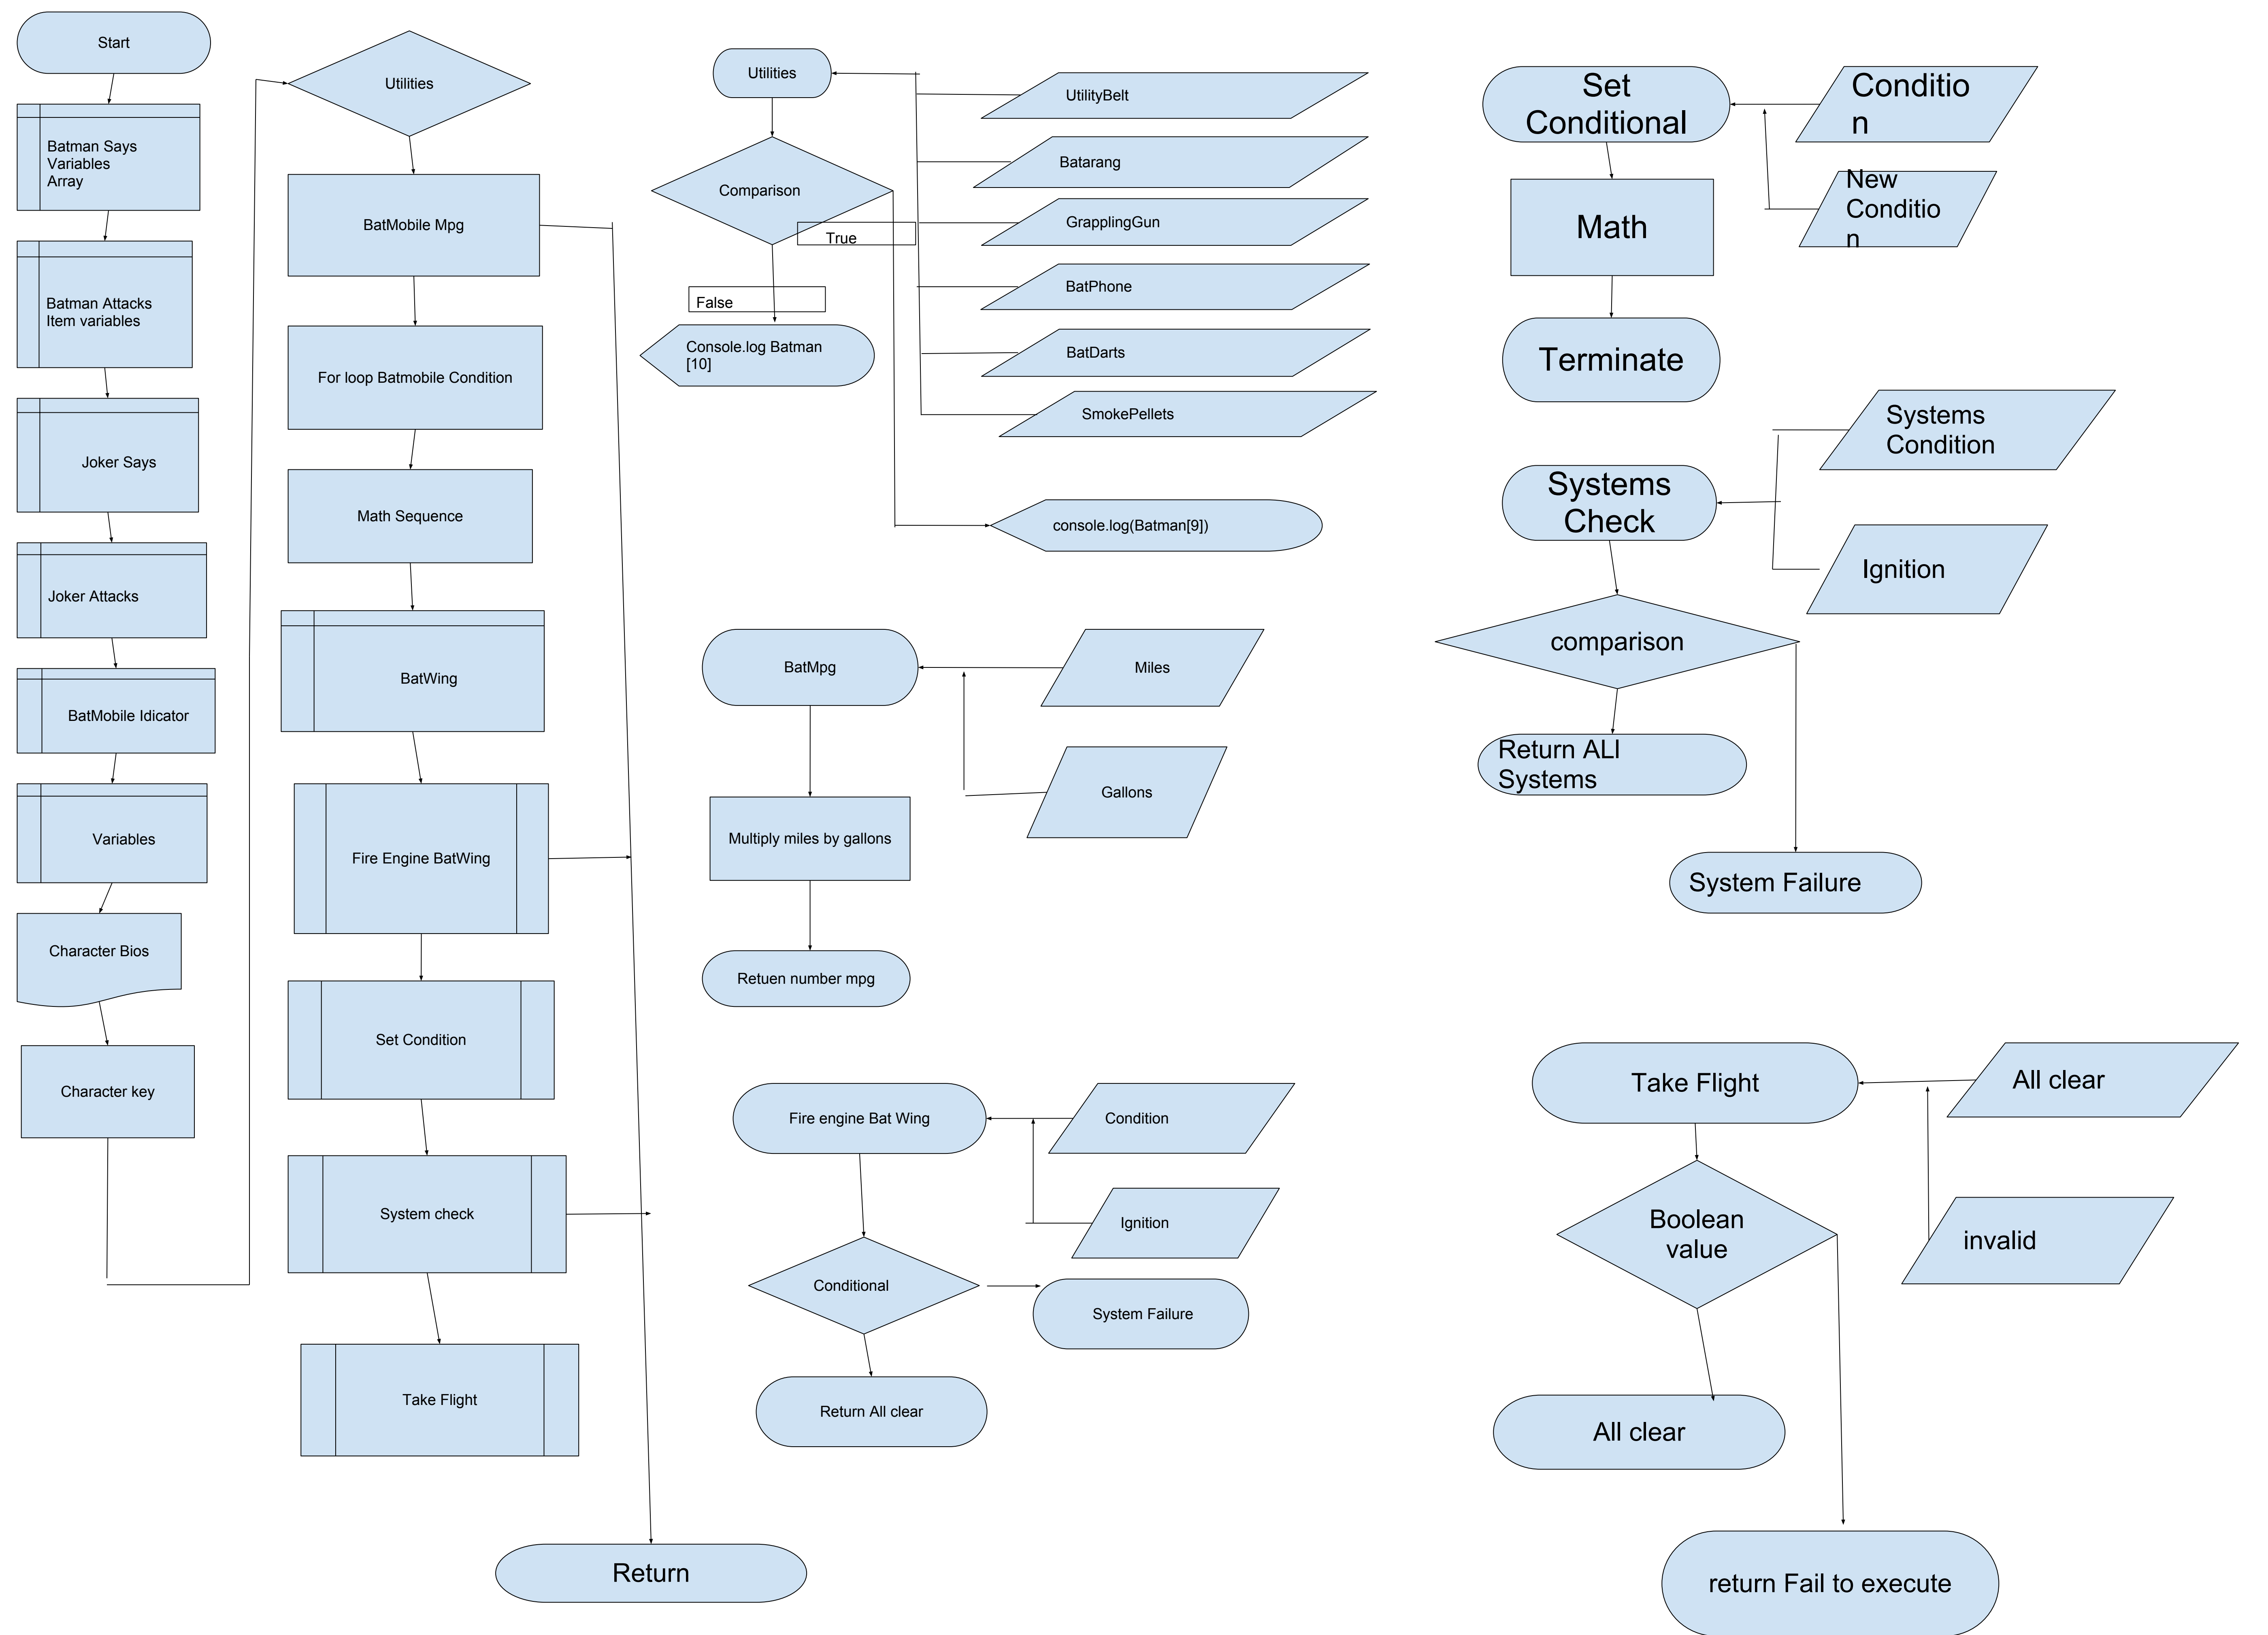 Start
Batman Says
Variables
Array
Batman Attacks
Item variables
Joker Says
Joker Attacks
BatMobile Idicator
Variables
Character Bios
Character key
Utilities
BatMobile Mpg
For loop Batmobile Condition
Math Sequence
BatWing
Fire Engine BatWing
Set Condition
System check
Take Flight
Return
Utilities
Comparison
True
False
Console.log Batman
[10]
UtilityBelt
Batarang
GrapplingGun
BatPhone
BatDarts
SmokePellets
console.log(Batman[9])
BatMpg
Miles
Gallons
Multiply miles by gallons
Retuen number mpg
Fire engine Bat Wing
Condition
Ignition
Conditional
System Failure
Return All clear
Set
Conditional
Conditio
n
New
Conditio
n
Math
Terminate
Systems
Check
Systems
Condition
Ignition
comparison
Return ALl
Systems
System Failure
Take Flight
All clear
invalid
Boolean
value
All clear
return Fail to execute